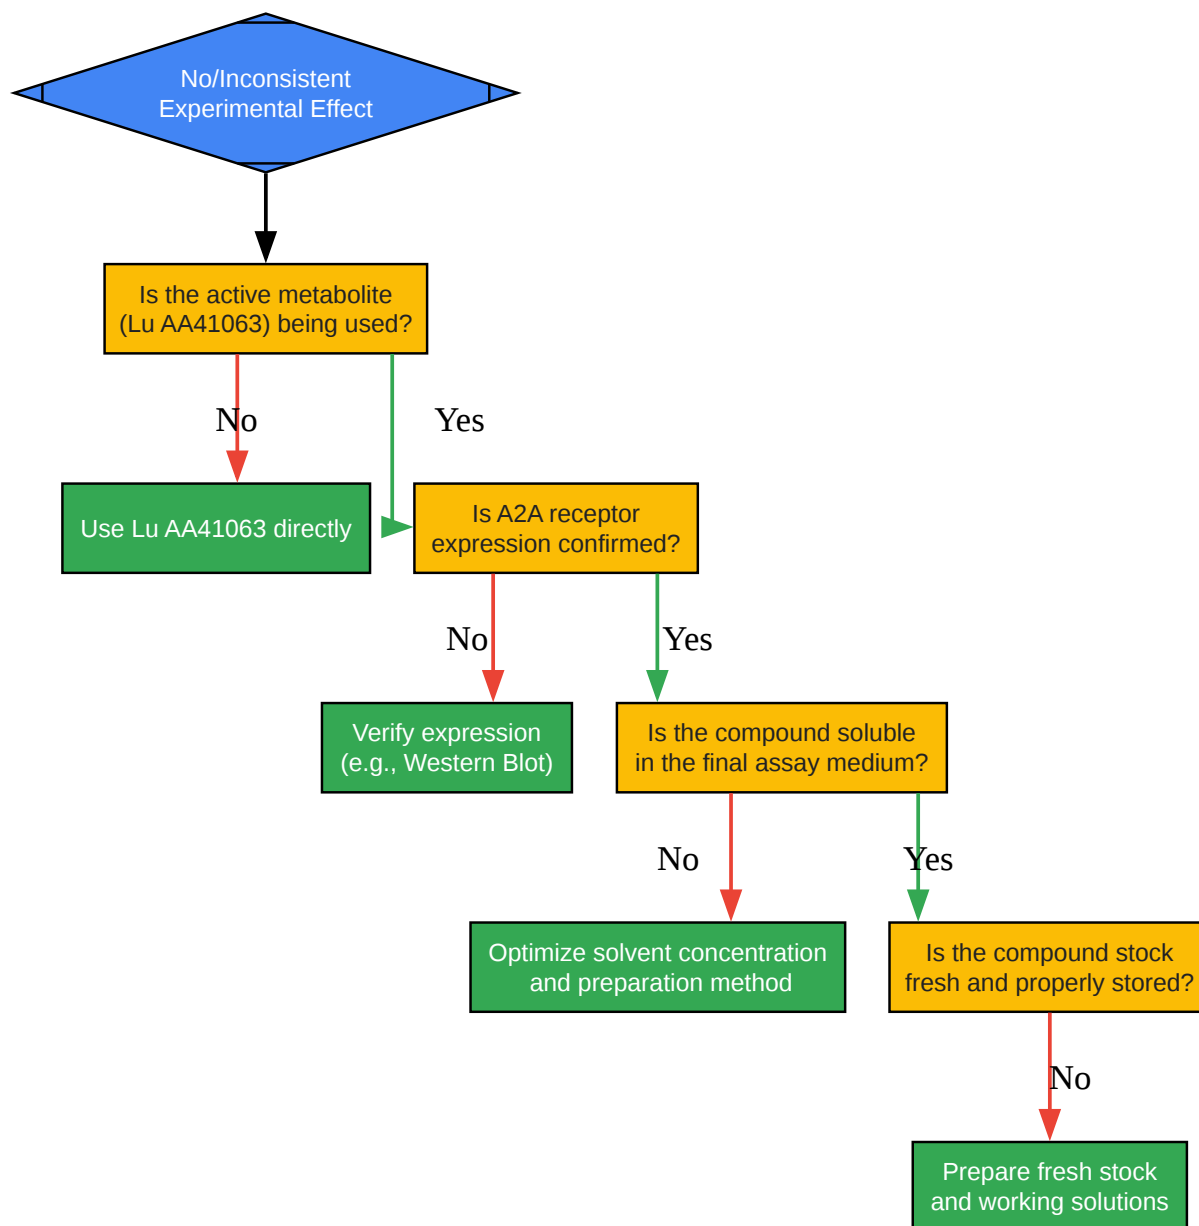 No/Inconsistent
Experimental Effect
Is the active metabolite
(Lu AA41063) being used?
No
Yes
Use Lu AA41063 directly
Is A2A receptor
expression confirmed?
No
Yes
Verify expression
(e.g., Western Blot)
Is the compound soluble
in the final assay medium?
No
Yes
Optimize solvent concentration
and preparation method
Is the compound stock
fresh and properly stored?
No
Prepare fresh stock
and working solutions